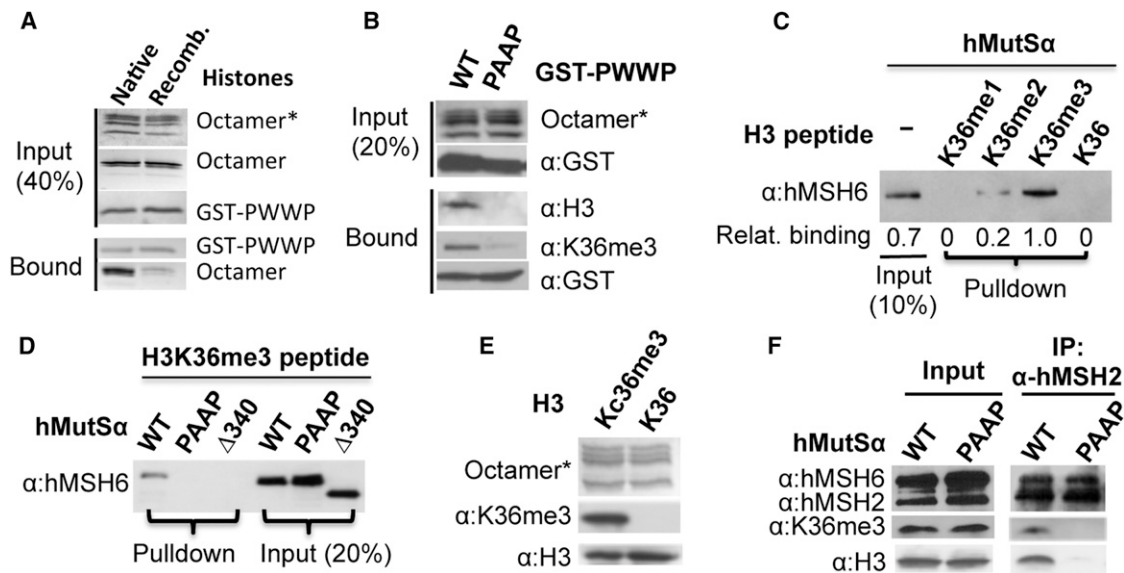 A
Native
Recomb.
Histones
Input
(40%)
Octamer*
Octamer
GST-PWWP
Bound
GST-PWWP
Octamer
B
WT
PAAP
GST-PWWP
Input
(20%)
Octamer*
α:GST
Bound
α:H3
α:K36me3
α:GST
C
hMutSα
H3 peptide
–
K36me1
K36me2
K36me3
K36
α:hMSH6
Relat. binding 0.7 0 0.2 1.0 0
Input
(10%)
Pulldown
D
H3K36me3 peptide
hMutSα
WT
PAAP
Δ340
WT
PAAP
Δ340
α:hMSH6
Pulldown
Input (20%)
E
H3
Kc36me3
K36
Octamer*
α:K36me3
α:H3
F
Input
IP:
α-hMSH2
hMutSα
WT
PAAP
WT
PAAP
α:hMSH6
α:hMSH2
α:K36me3
α:H3